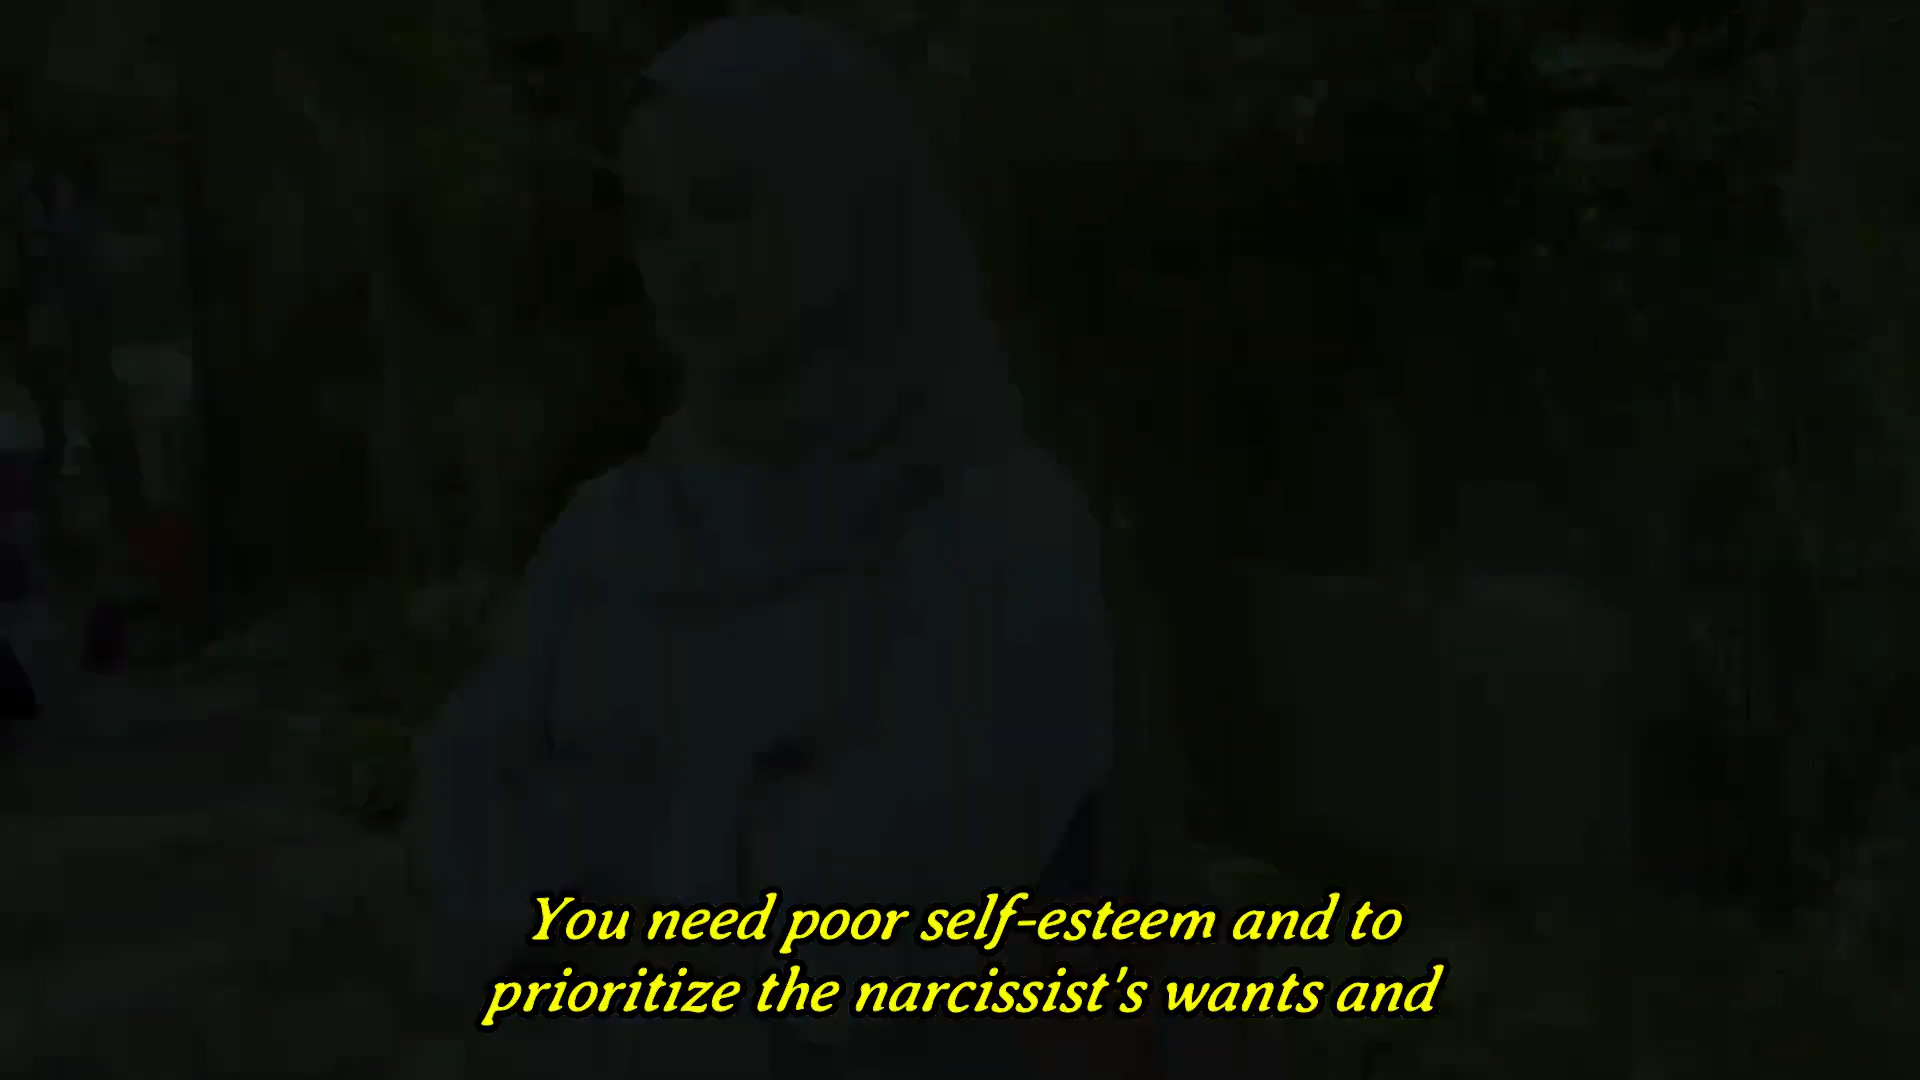 You need poor self-esteem and to
prioritize the narcissist's wants and